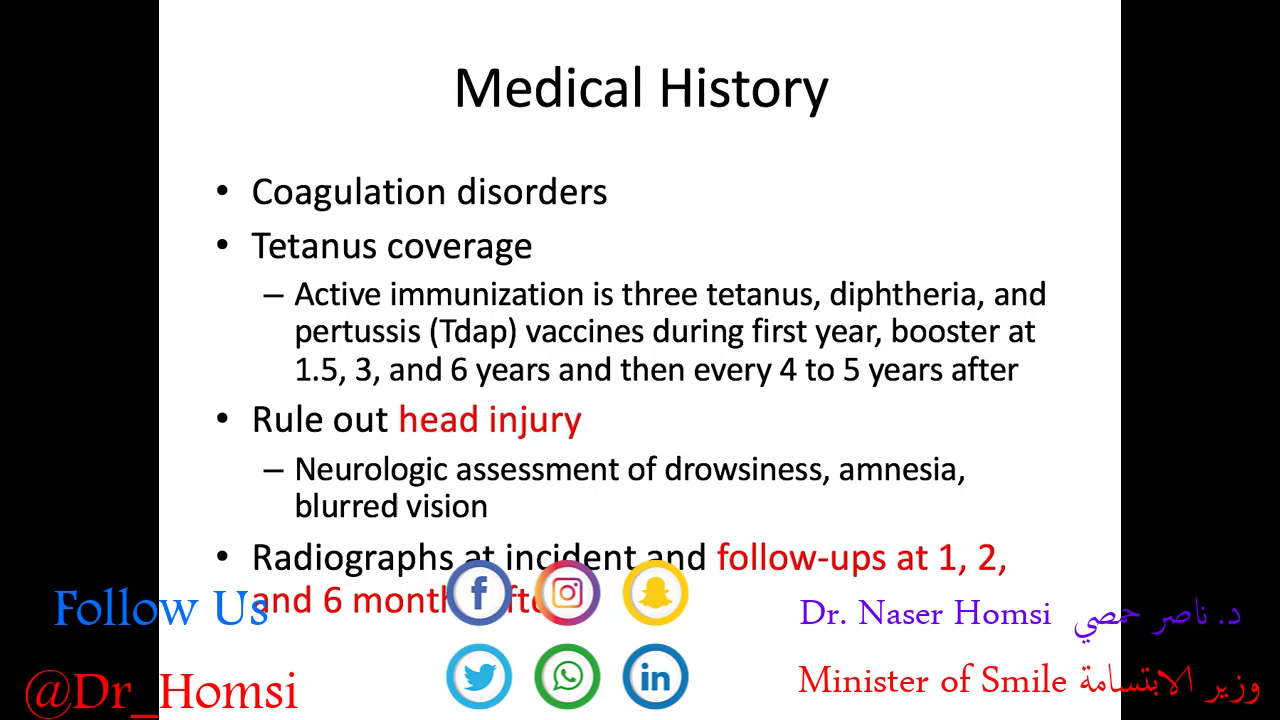 Medical History
• Coagulation disorders
• Tetanus coverage
– Active immunization is three tetanus, diphtheria, and
pertussis (Tdap) vaccines during first year, booster at
1.5, 3, and 6 years and then every 4 to 5 years after
• Rule out head injury
– Neurologic assessment of drowsiness, amnesia,
blurred vision
• Radiographs at incident and follow-ups at 1, 2,
and 6 month
Follow Us
@Dr_Homsi
Dr. Naser Homsi د. ناصر حمصي
Minister of Smile وزير الابتسامة